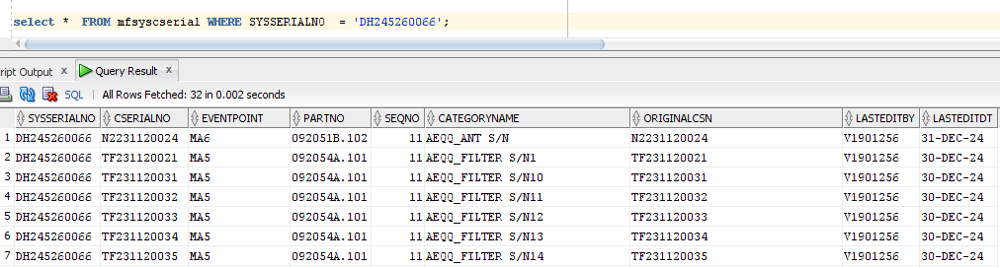 select * FROM mfsyscserial WHERE SYSSERIALNO = 'DH245260066';
ript Output x Query Result x
SQL | All Rows Fetched: 32 in 0.002 seconds
SYSSERIALNO CSERIALNO EVENTPOINT PARTNO SEQNO CATEGORYNAME ORIGINALCSN LASTEDITBY LASTEDITDT
1 DH245260066 N2231120024 MA6 092051B.102 11 AEQQ_ANT S/N N2231120024 V1901256 31-DEC-24
2 DH245260066 TF231120021 MA5 092054A.101 11 AEQQ_FILTER S/N1 TF231120021 V1901256 30-DEC-24
3 DH245260066 TF231120031 MA5 092054A.101 11 AEQQ_FILTER S/N10 TF231120031 V1901256 30-DEC-24
4 DH245260066 TF231120032 MA5 092054A.101 11 AEQQ_FILTER S/N11 TF231120032 V1901256 30-DEC-24
5 DH245260066 TF231120033 MA5 092054A.101 11 AEQQ_FILTER S/N12 TF231120033 V1901256 30-DEC-24
6 DH245260066 TF231120034 MA5 092054A.101 11 AEQQ_FILTER S/N13 TF231120034 V1901256 30-DEC-24
7 DH245260066 TF231120035 MA5 092054A.101 11 AEQQ_FILTER S/N14 TF231120035 V1901256 30-DEC-24